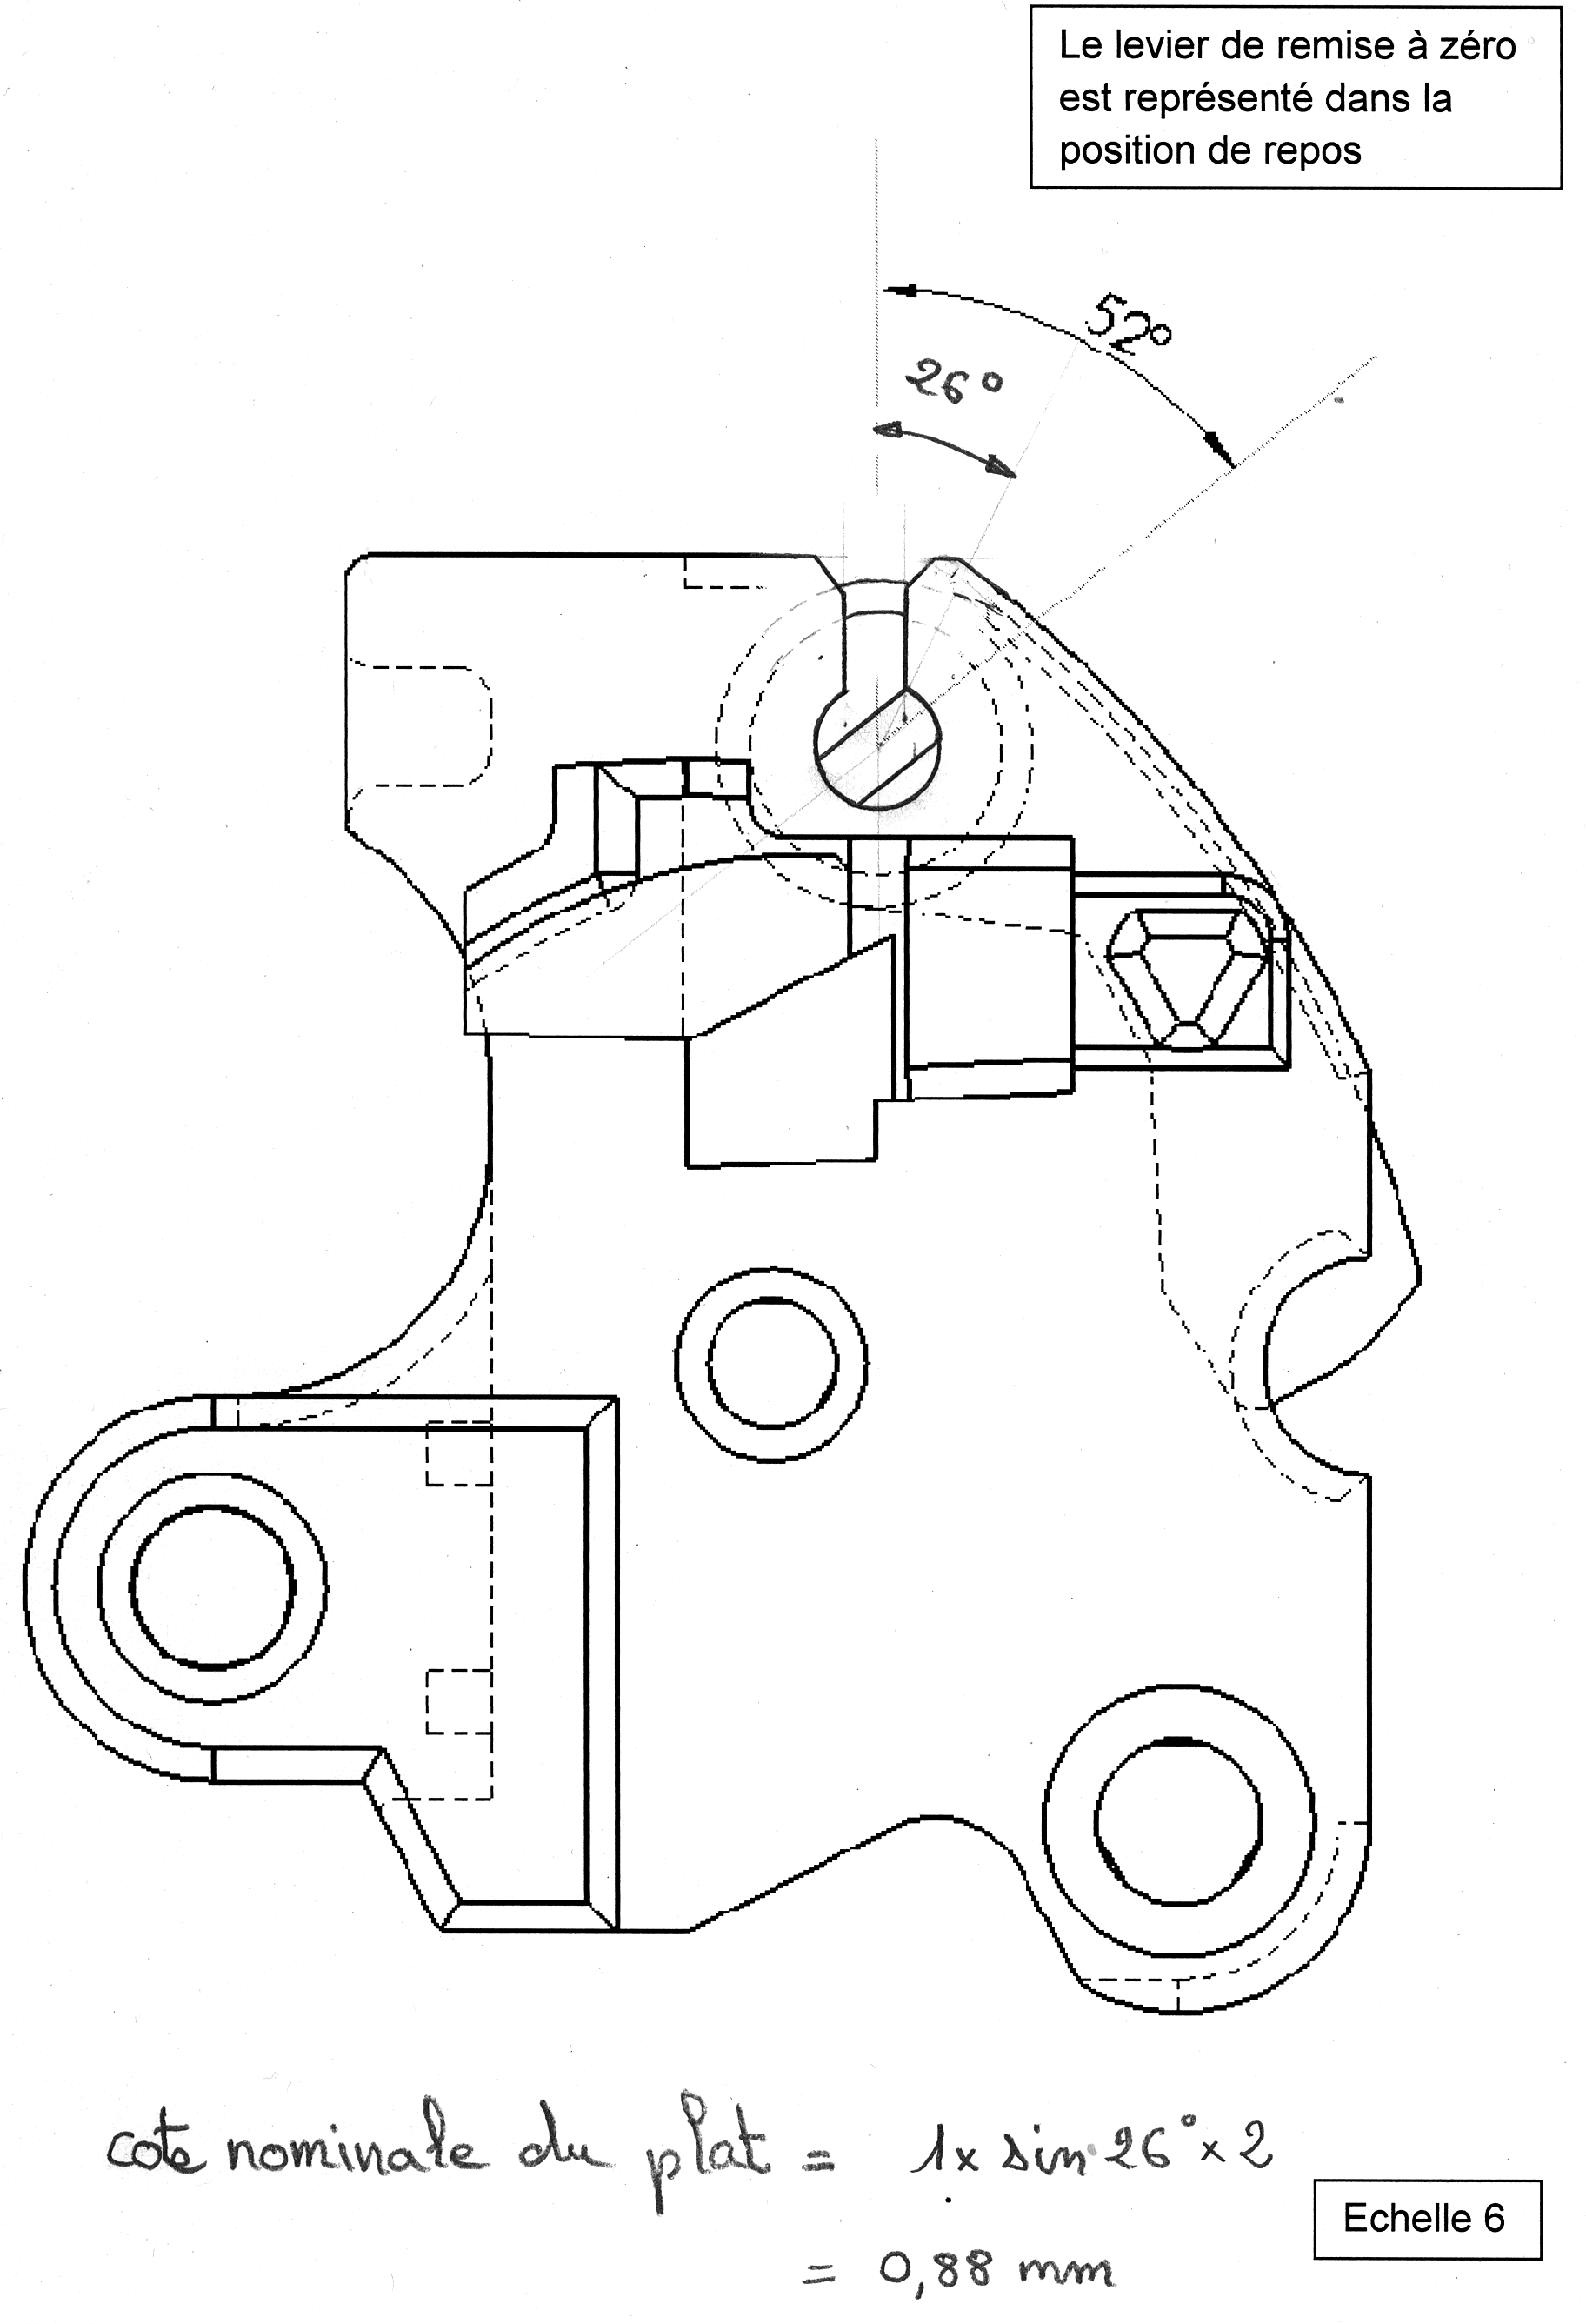 Le levier de remise à zéro
est représenté dans la
position de repos
52°
26°
cote nominale du plat = 1x sin 26° x 2
Echelle 6
= 0,88 mm